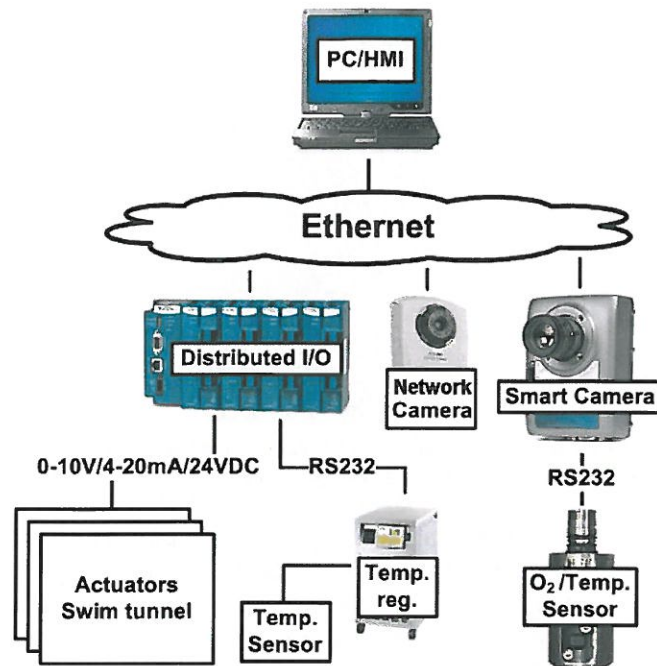 PC/HMI
Ethernet
Distributed I/O
Network
Camera
Smart Camera
0-10V/4-20mA/24VDC
RS232
RS232
Actuators
Swim tunnel
Temp.
Sensor
Temp.
reg.
O₂/Temp.
Sensor